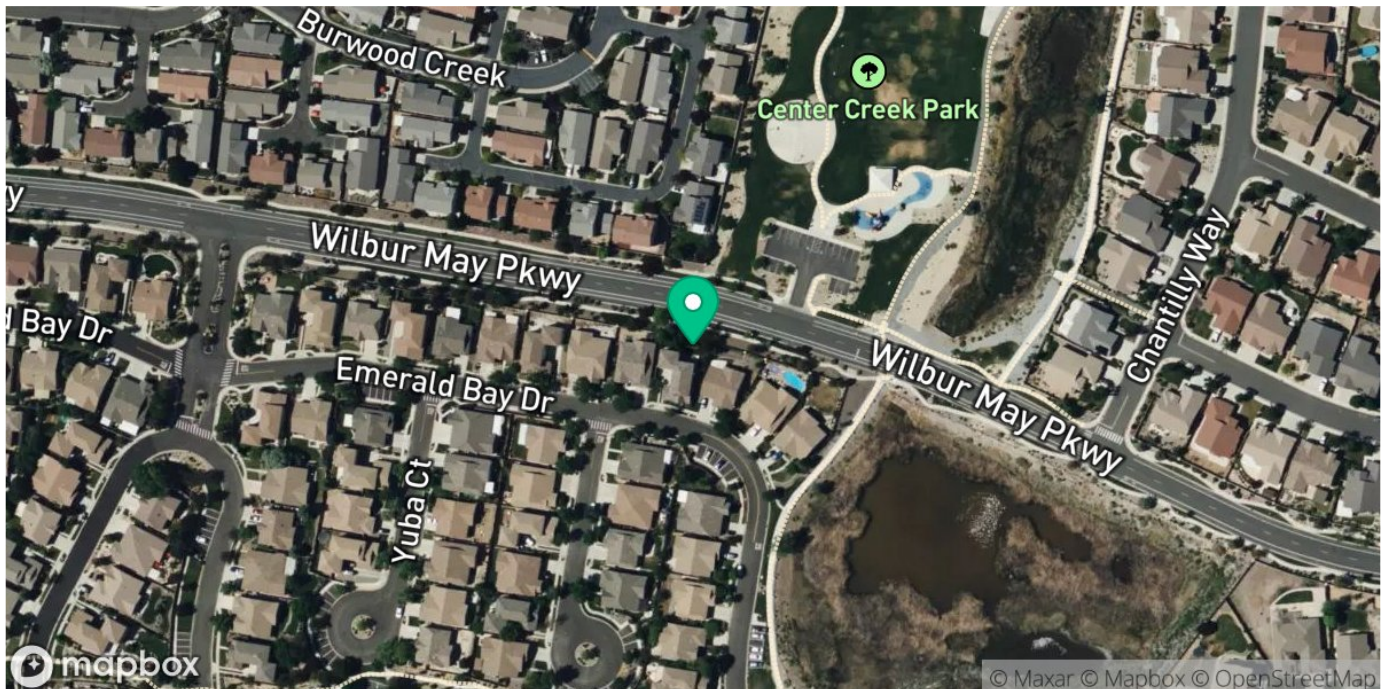 Burwood Creek
Center Creek Park
y
Wilbur May Pkwy
Chantilly Way
d Bay Dr
Emerald Bay Dr
Wilbur May Pkwy
Yuba Ct
mapbox
© Maxar © Mapbox © OpenStreetMap